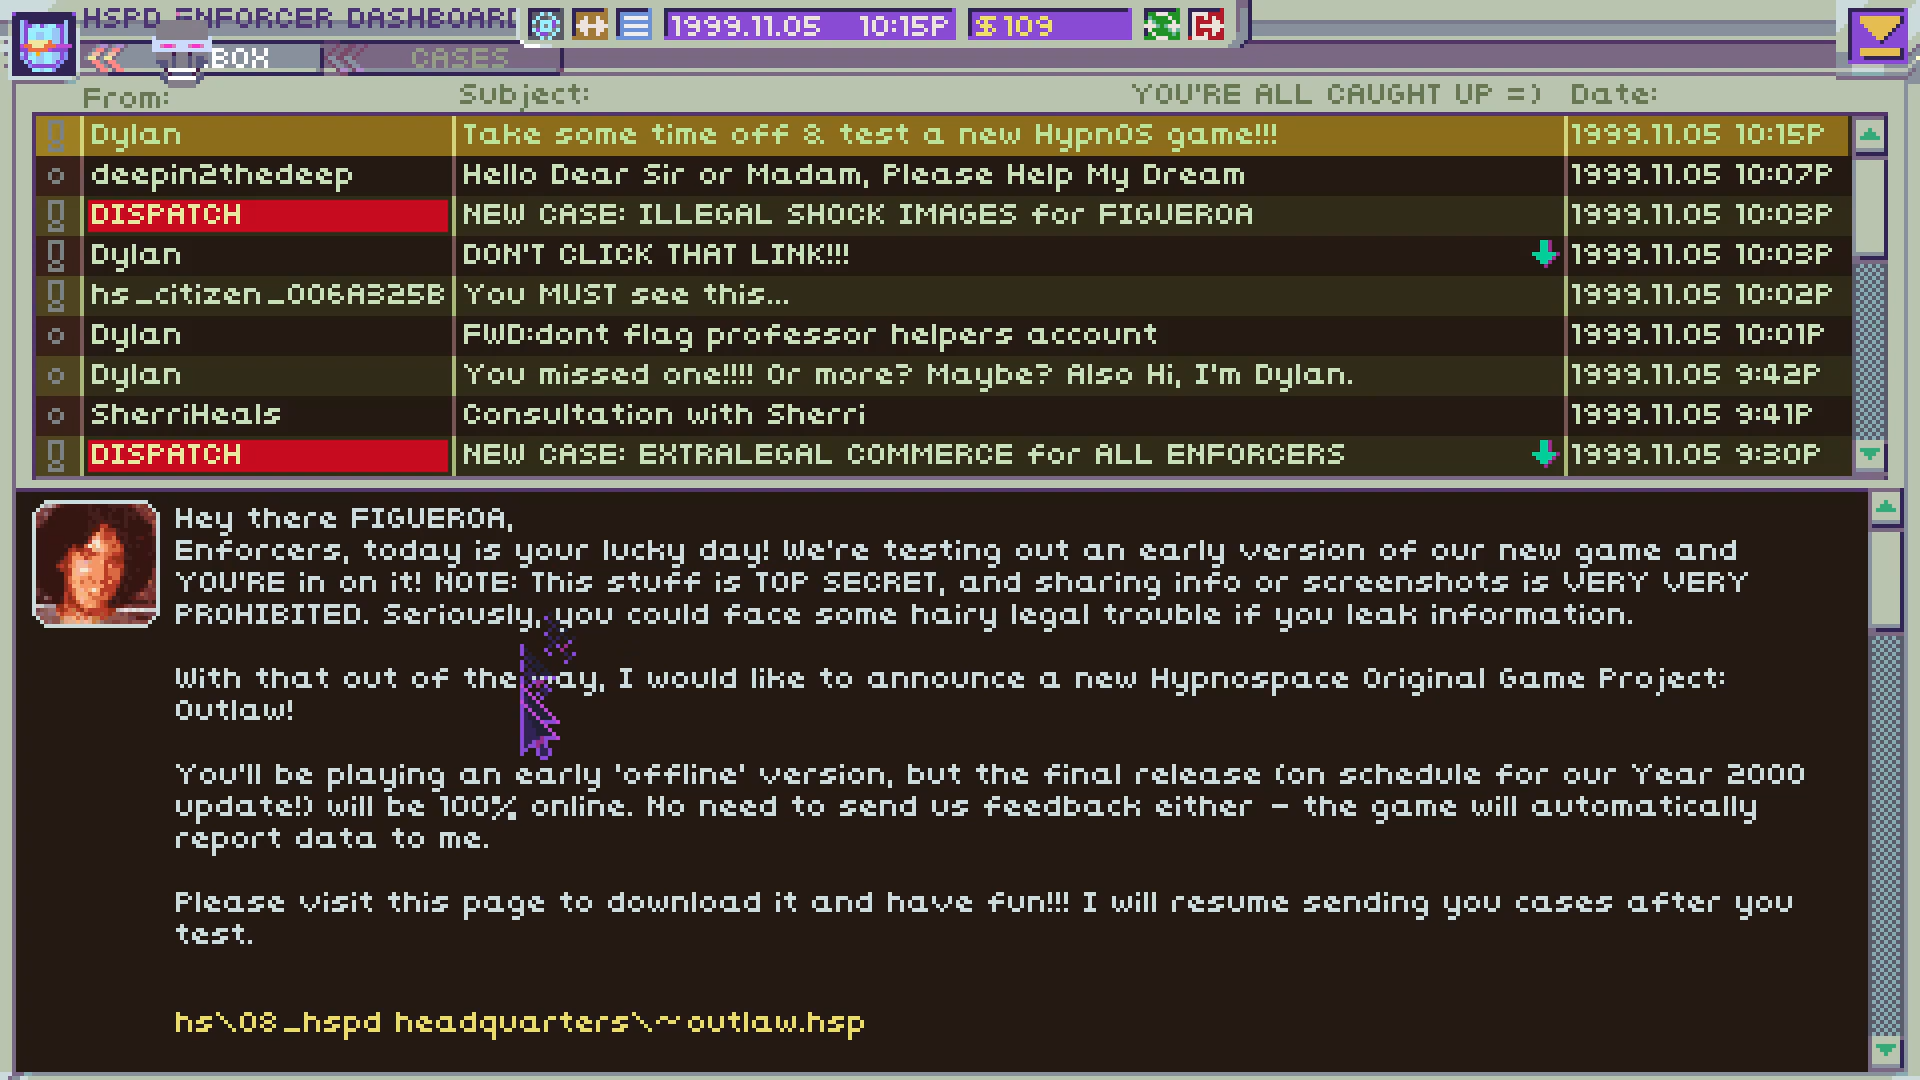 HSPD ENFORCER DASHBOARD
1999.11.05 10:15P
109
BOX
CASES
From: Subject: YOU'RE ALL CAUGHT UP =) Date:
Dylan Take some time off & test a new HypnOS game!!! 1999.11.05 10:15P
deepin2thedeep Hello Dear Sir or Madam, Please Help My Dream 1999.11.05 10:07P
DISPATCH NEW CASE: ILLEGAL SHOCK IMAGES for FIGUEROA 1999.11.05 10:03P
Dylan DON'T CLICK THAT LINK!!! 1999.11.05 10:03P
hs_citizen_006A325B You MUST see this... 1999.11.05 10:02P
Dylan FWD:dont flag professor helpers account 1999.11.05 10:01P
Dylan You missed one!!!! Or more? Maybe? Also Hi, I'm Dylan. 1999.11.05 9:42P
SherriHeals Consultation with Sherri 1999.11.05 9:41P
DISPATCH NEW CASE: EXTRALEGAL COMMERCE for ALL ENFORCERS 1999.11.05 9:30P
Hey there FIGUEROA,
Enforcers, today is your lucky day! We're testing out an early version of our new game and
YOU'RE in on it! NOTE: This stuff is TOP SECRET, and sharing info or screenshots is VERY VERY
PROHIBITED. Seriously, you could face some hairy legal trouble if you leak information.
With that out of the way, I would like to announce a new Hypnospace Original Game Project:
Outlaw!
You'll be playing an early 'offline' version, but the final release (on schedule for our Year 2000
update!) will be 100% online. No need to send us feedback either - the game will automatically
report data to me.
Please visit this page to download it and have fun!!! I will resume sending you cases after you
test.
hs\08_hspd headquarters\~outlaw.hsp